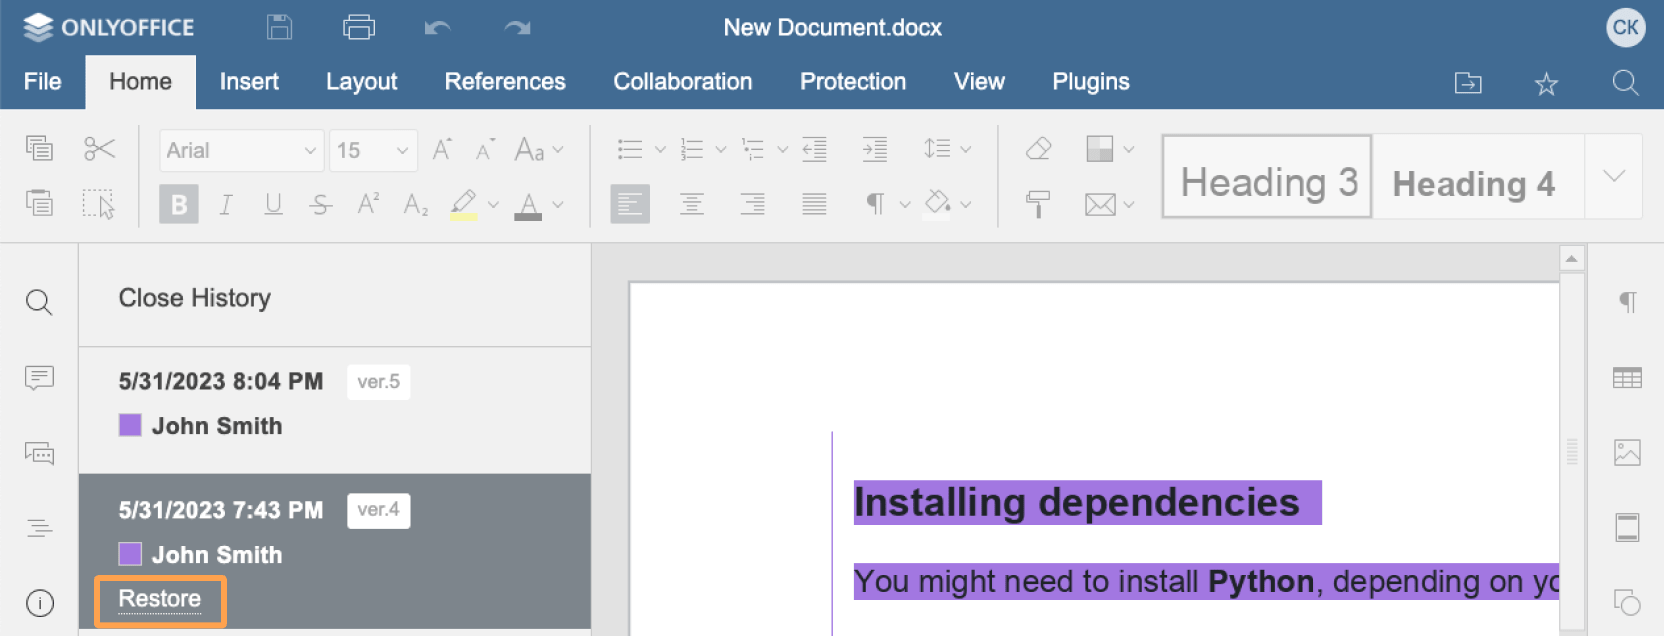 ONLYOFFICE
New Document.docx
CK
File Home Insert Layout References Collaboration Protection View Plugins
Arial 15
Heading 3 Heading 4
Close History
5/31/2023 8:04 PM ver.5
John Smith
5/31/2023 7:43 PM ver.4
John Smith
Restore
Installing dependencies
You might need to install Python, depending on yo